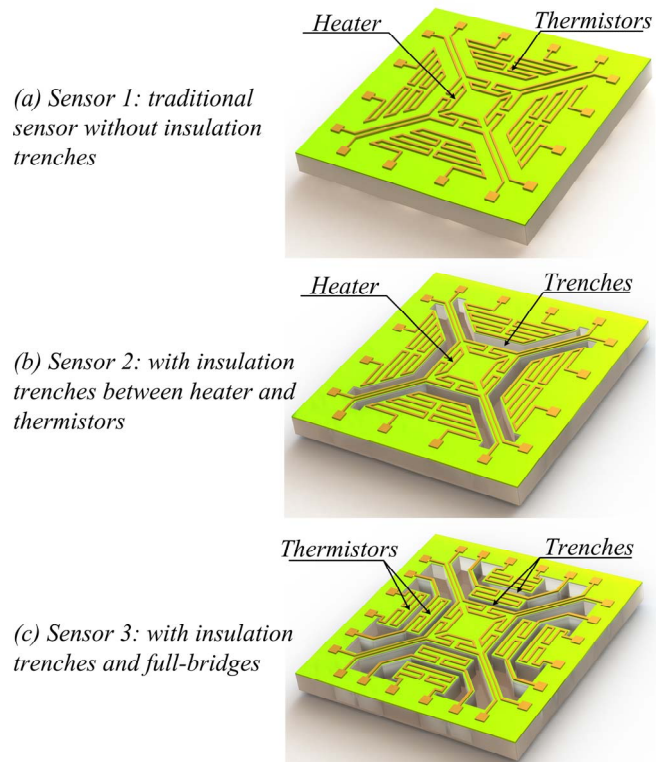 Heater
Thermistors
(a) Sensor 1: traditional
sensor without insulation
trenches
Heater
Trenches
(b) Sensor 2: with insulation
trenches between heater and
thermistors
Thermistors
Trenches
(c) Sensor 3: with insulation
trenches and full-bridges